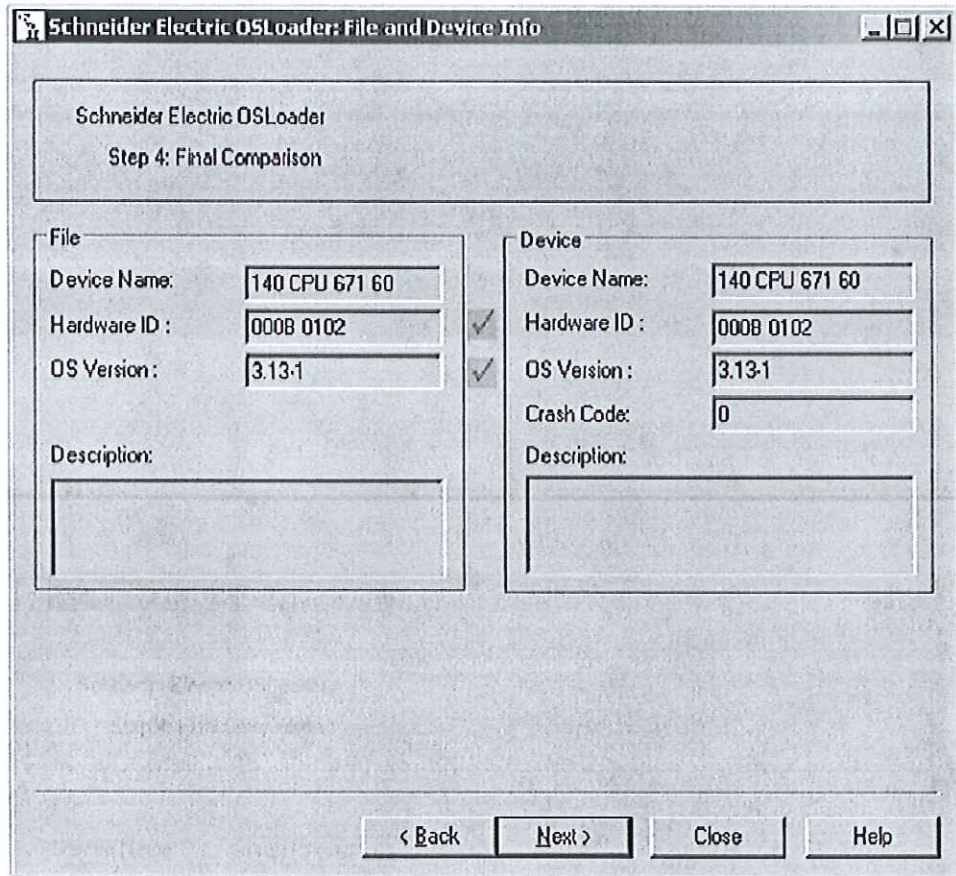 Schneider Electric OSLoader: File and Device Info
Schneider Electric OSLoader
Step 4: Final Comparison
File
Device Name: 140 CPU 671 60
Hardware ID : 000B 0102
OS Version : 3.13-1
Description:
Device
Device Name: 140 CPU 671 60
Hardware ID : 000B 0102
OS Version : 3.13-1
Crash Code: 0
Description:
< Back
Next >
Close
Help